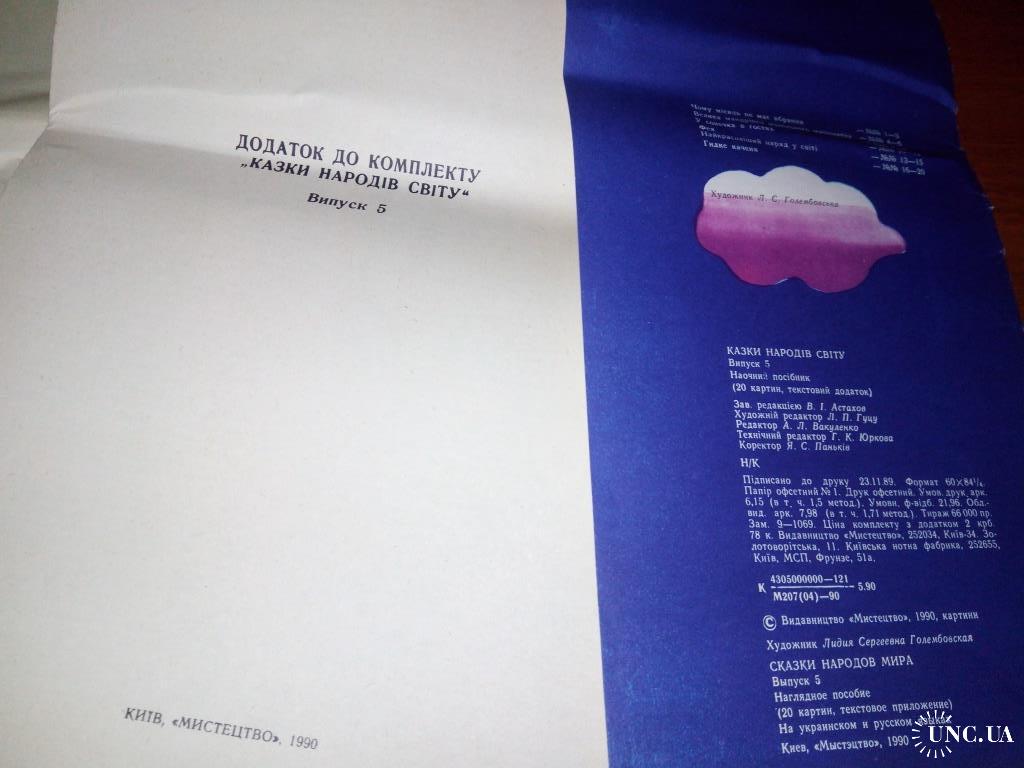 ДОДАТОК ДО КОМПЛЕКТУ
„КАЗКИ НАРОДІВ СВІТУ“
Випуск 5
КИЇВ, «МИСТЕЦТВО», 1990
Чому місяць не має вбрання
—№№ 1—3
У сонечка в гостях
Фея
Найкрасивіший наряд у світі
—№№ 13—15
Гидке каченя
—№№ 16—20
Художник Л. С. Голембовська
КАЗКИ НАРОДІВ СВІТУ
Випуск 5
Наочний посібник
(20 картин, текстовий додаток)
Зав. редакцією В. І. Астахов
Художній редактор Л. П. Гуцу
Редактор А. Л. Вакуленко
Технічний редактор Г. К. Юркова
Коректор Я. С. Паньків
Н/К
Підписано до друку 23.11.89. Формат 60×84¹/₄.
Папір офсетний № 1. Друк офсетний. Умов. друк. арк.
6,15 (в т. ч. 1,5 метод.). Умовн. ф-відб. 21,96. Обл.-
вид. арк. 7,98 (в т. ч. 1,71 метод.). Тираж 66 000 пр.
Зам. 9—1069. Ціна комплекту з додатком 2 крб.
78 к. Видавництво «Мистецтво», 252034, Київ-34. Зо-
лотоворітська, 11. Київська нотна фабрика, 252655,
Київ, МСП, Фрунзе, 51а.
К 4305000000—121
М207(04)—90 5.90
© Видавництво «Мистецтво», 1990, картини
Художник Лидия Сергеевна Голембовская
СКАЗКИ НАРОДОВ МИРА
Выпуск 5
Наглядное пособие
(20 картин, текстовое приложение)
На украинском и русском языках
Киев, «Мыстэцтво», 1990
UNC.UA